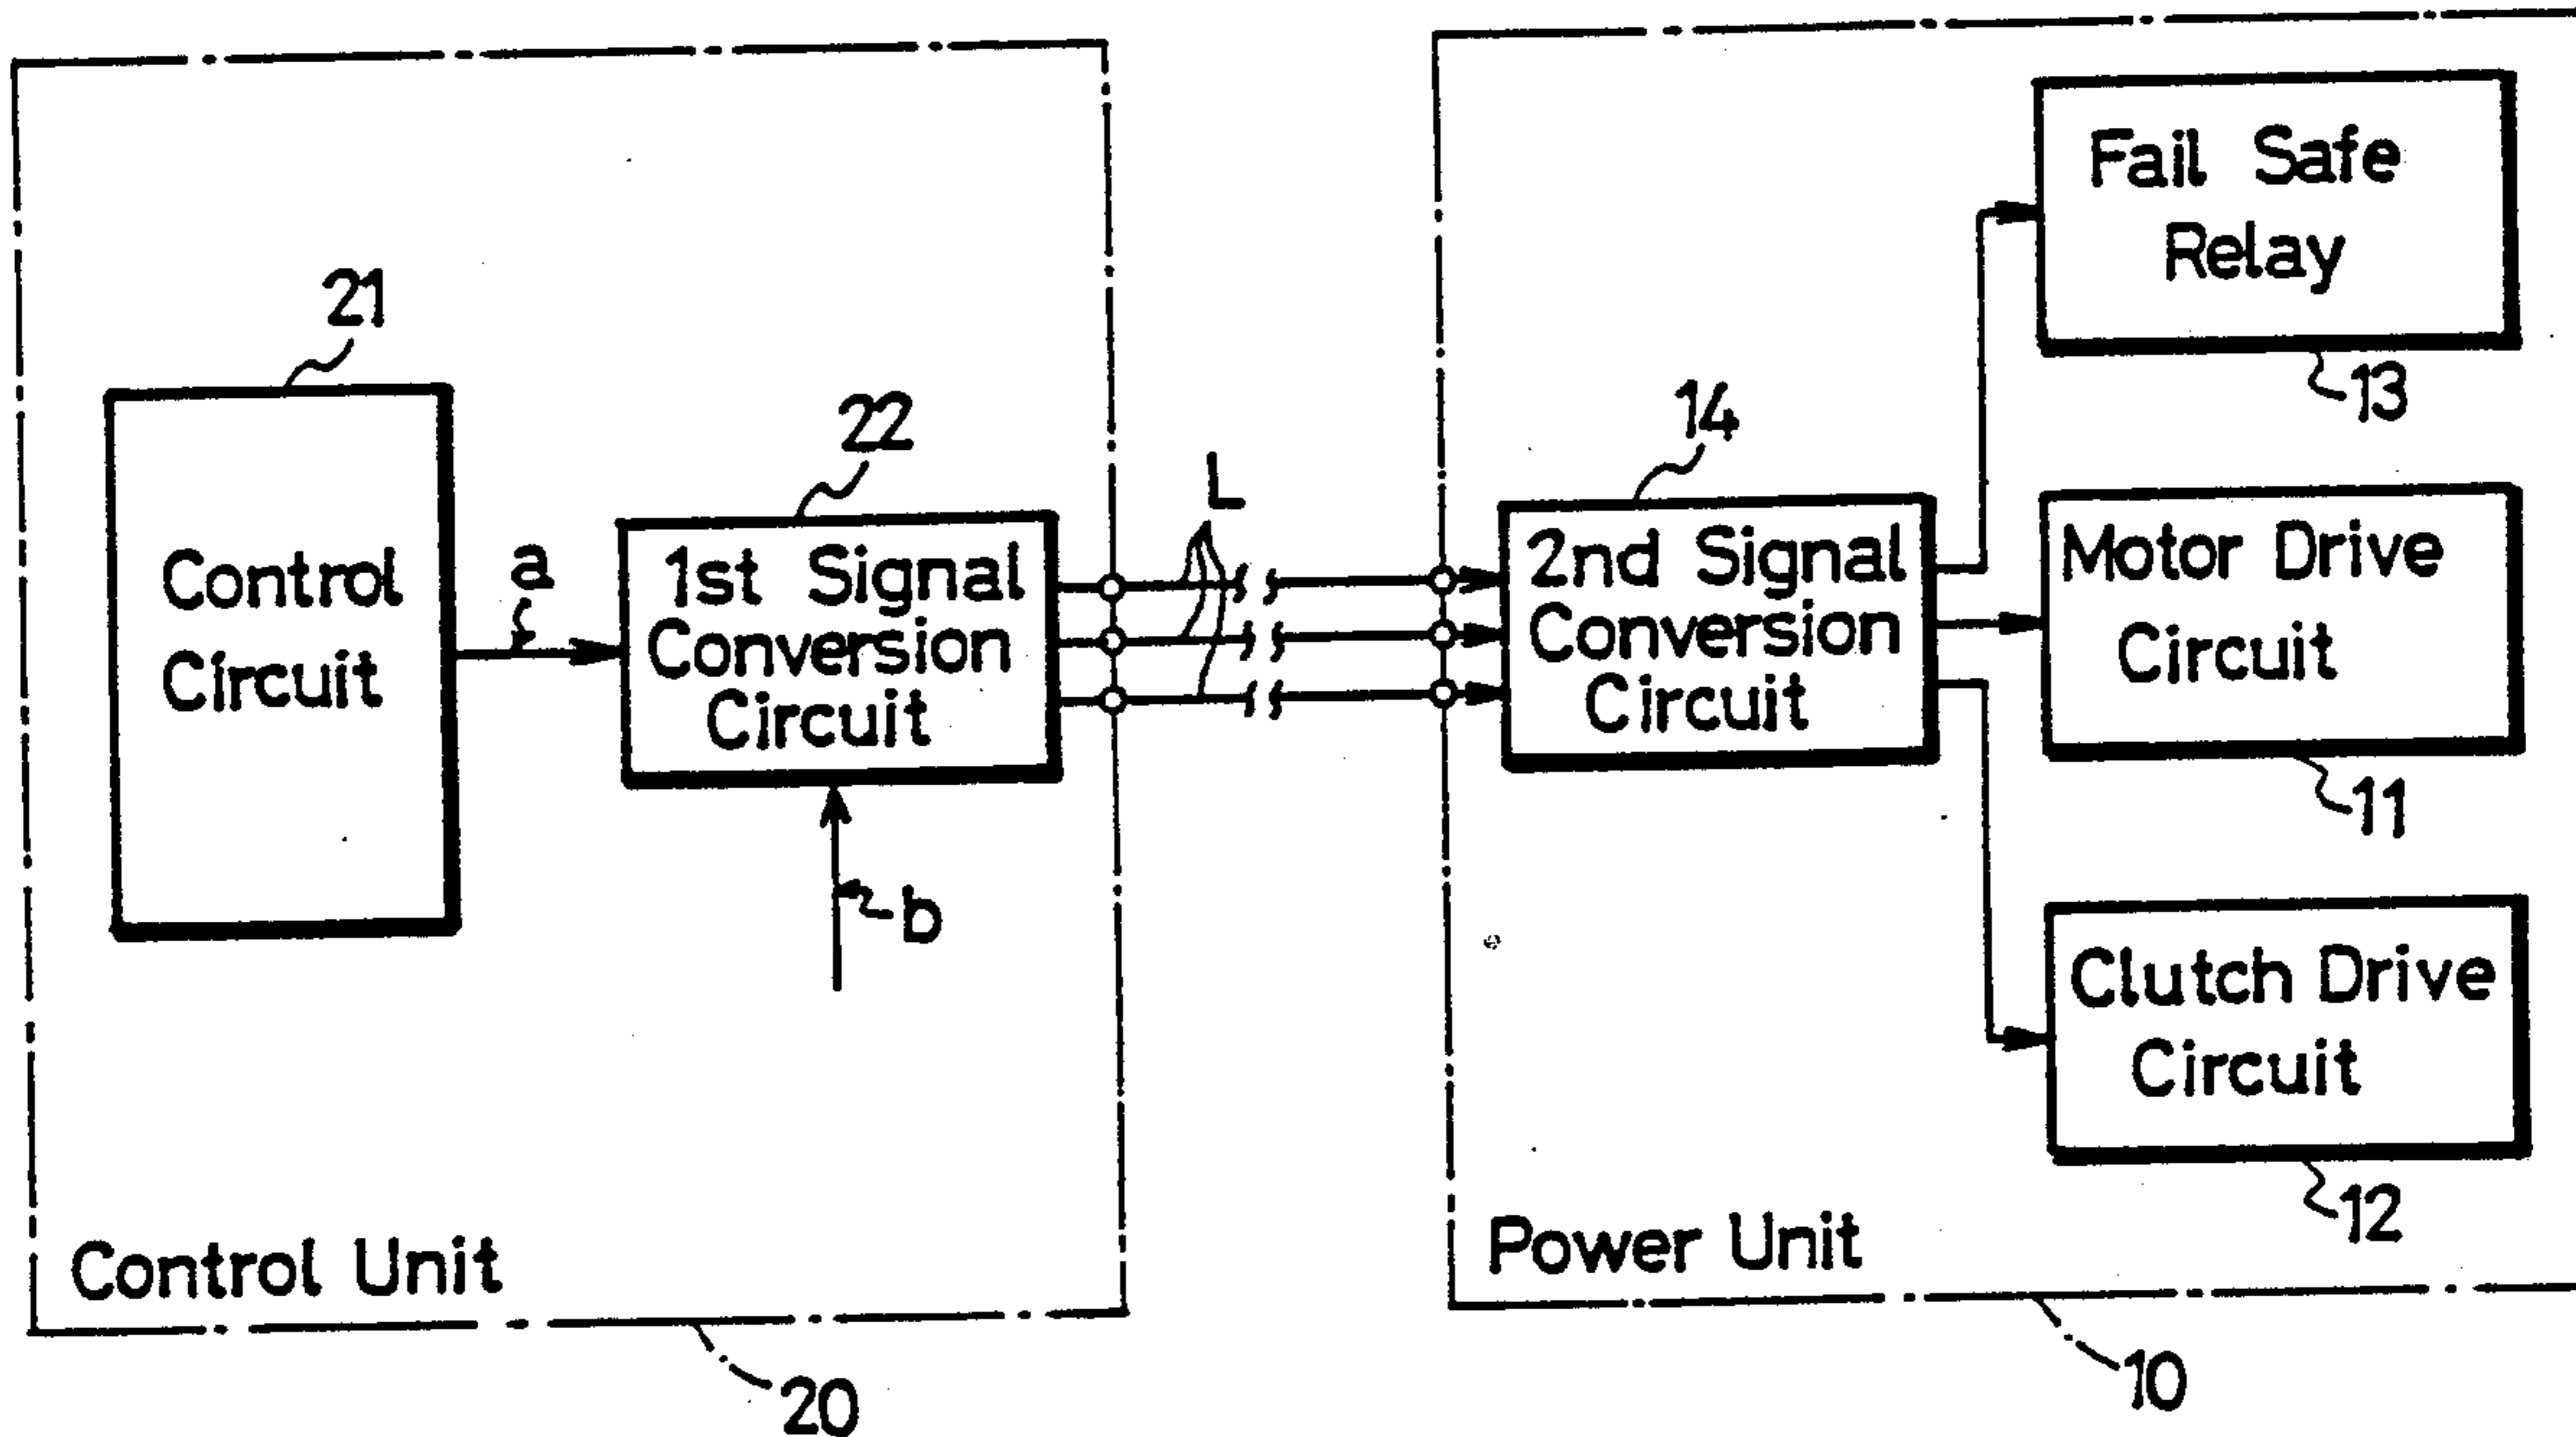 21
Control
Circuit
a
22
1st Signal
Conversion
Circuit
b
Control Unit
20
L
14
2nd Signal
Conversion
Circuit
Fail Safe
Relay
13
Motor Drive
Circuit
11
Clutch Drive
Circuit
12
Power Unit
10